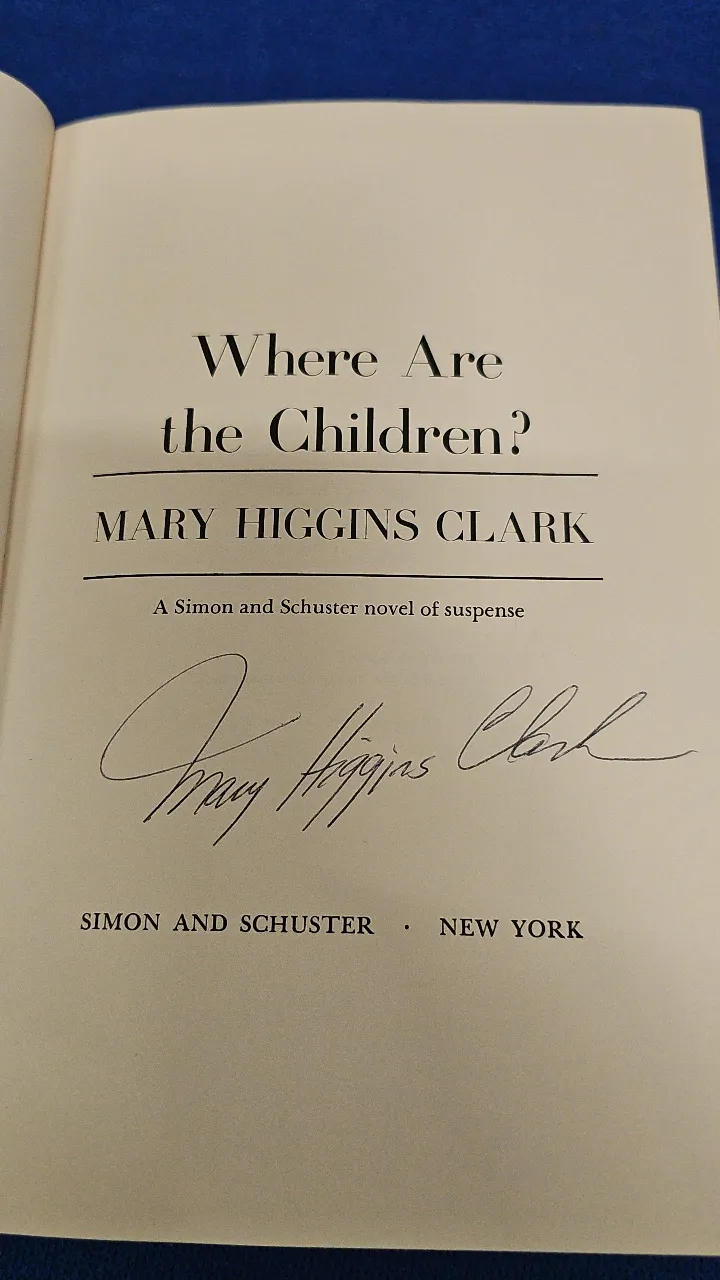 Where Are
the Children?
MARY HIGGINS CLARK
A Simon and Schuster novel of suspense
Mary Higgins Clark
SIMON AND SCHUSTER · NEW YORK